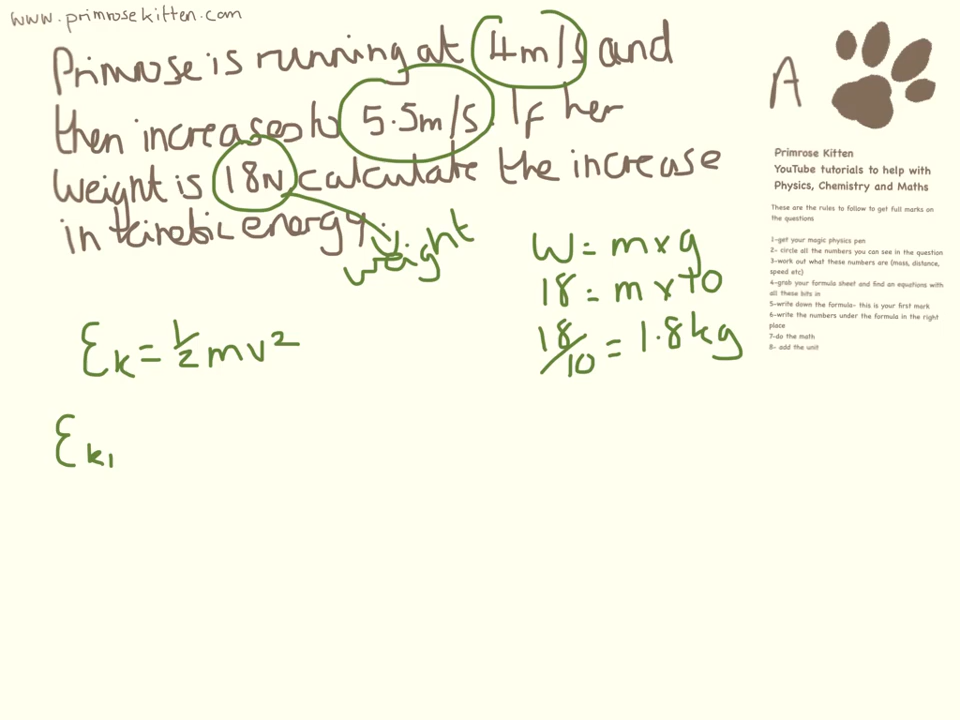 www.primrosekitten.com
Primrose is running at 4m/s and
then increases to 5.5m/s. If her
weight is 18N calculate the increase
in kinetic energy.
weight
W = m x g
18 = m x 10
18/10 = 1.8kg
Ek = ½mv²
Ek1
A
Primrose Kitten
YouTube tutorials to help with
Physics, Chemistry and Maths
These are the rules to follow to get full marks on
the questions
1-get your magic physics pen
2- circle all the numbers you can see in the question
3-work out what these numbers are (mass, distance,
speed etc)
4-grab your formula sheet and find an equations with
all these bits in
5-write down the formula- this is your first mark
6-write the numbers under the formula in the right
place
7-do the math
8- add the unit